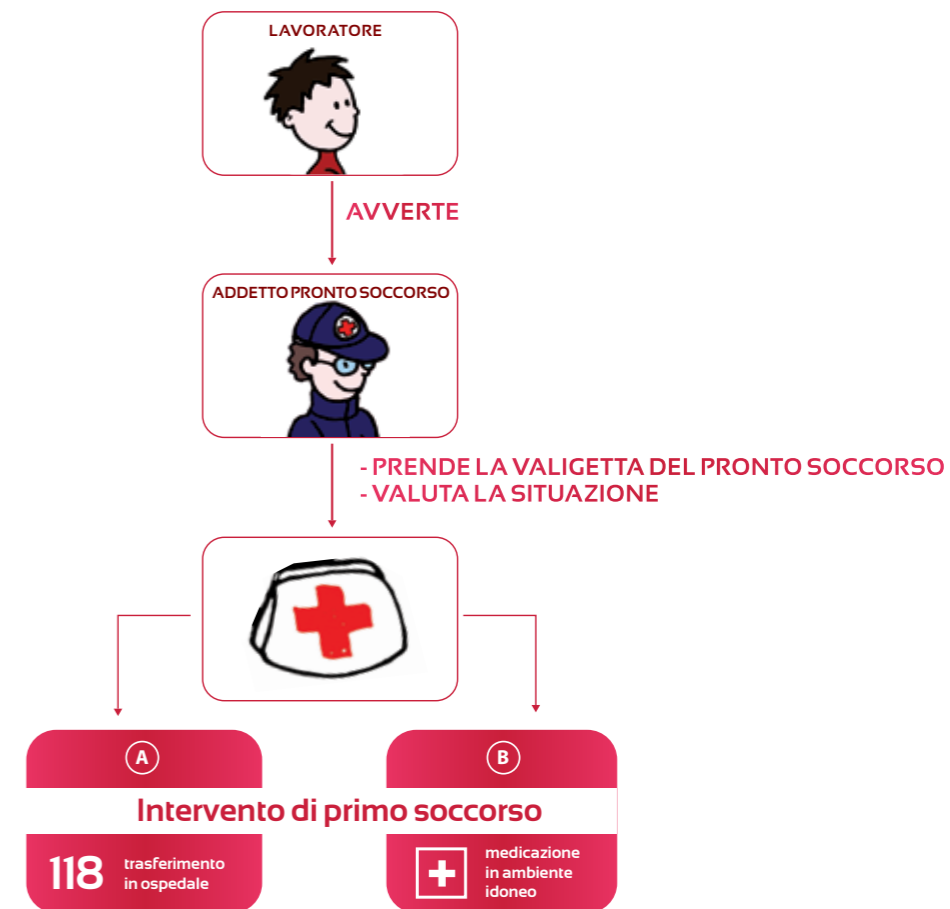 LAVORATORE
AVVERTE
ADDETTO PRONTO SOCCORSO
- PRENDE LA VALIGETTA DEL PRONTO SOCCORSO
- VALUTA LA SITUAZIONE
A
B
Intervento di primo soccorso
118
trasferimento
in ospedale
medicazione
in ambiente
idoneo